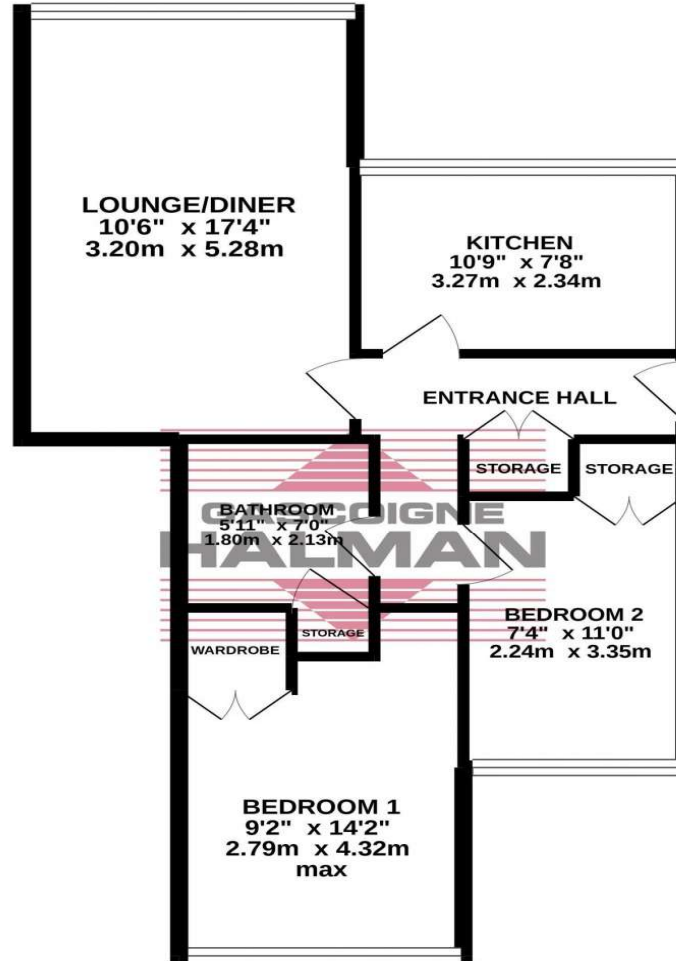 LOUNGE/DINER
10'6" x 17'4"
3.20m x 5.28m
KITCHEN
10'9" x 7'8"
3.27m x 2.34m
ENTRANCE HALL
STORAGE
STORAGE
BATHROOM
5'11" x 7'0"
1.80m x 2.13m
GASCOIGNE
HALMAN
STORAGE
WARDROBE
BEDROOM 2
7'4" x 11'0"
2.24m x 3.35m
BEDROOM 1
9'2" x 14'2"
2.79m x 4.32m
max